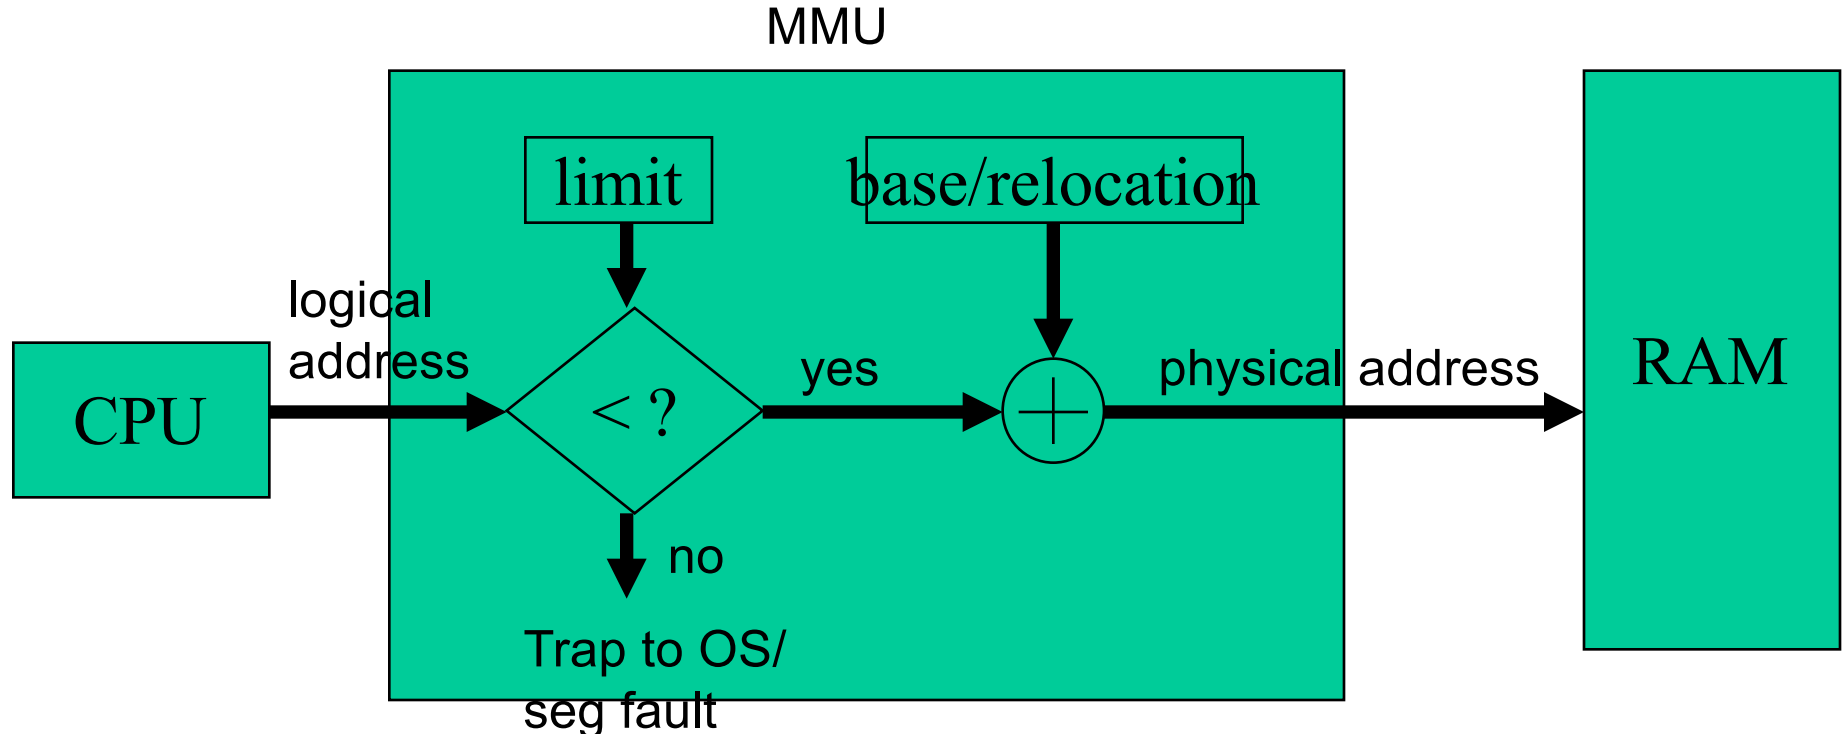 MMU
limit
base/relocation
logical
address
CPU
< ?
yes
physical address
RAM
no
Trap to OS/
seg fault